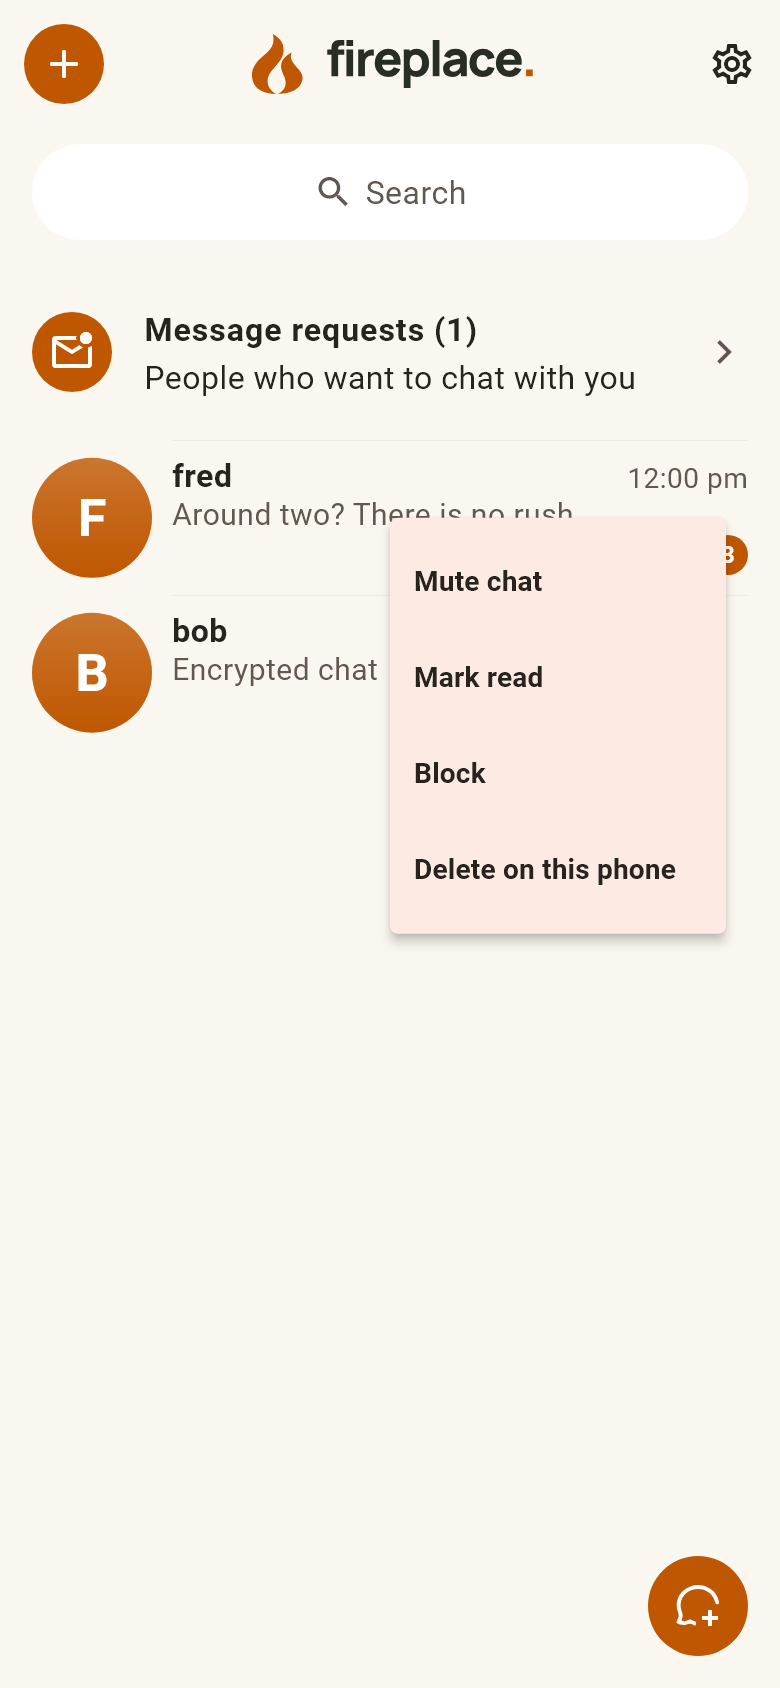 fireplace.
Search
Message requests (1)
People who want to chat with you
fred
12:00 pm
F
Around two? There is no rush
Mute chat
bob
B
Encrypted chat
Mark read
Block
Delete on this phone